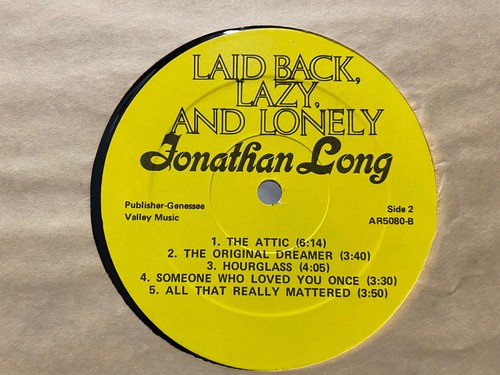 LAID BACK,
LAZY,
AND LONELY
Jonathan Long
Publisher-Genessee
Valley Music
Side 2
AR5080-B
1. THE ATTIC (6:14)
2. THE ORIGINAL DREAMER (3:40)
3. HOURGLASS (4:05)
4. SOMEONE WHO LOVED YOU ONCE (3:30)
5. ALL THAT REALLY MATTERED (3:50)